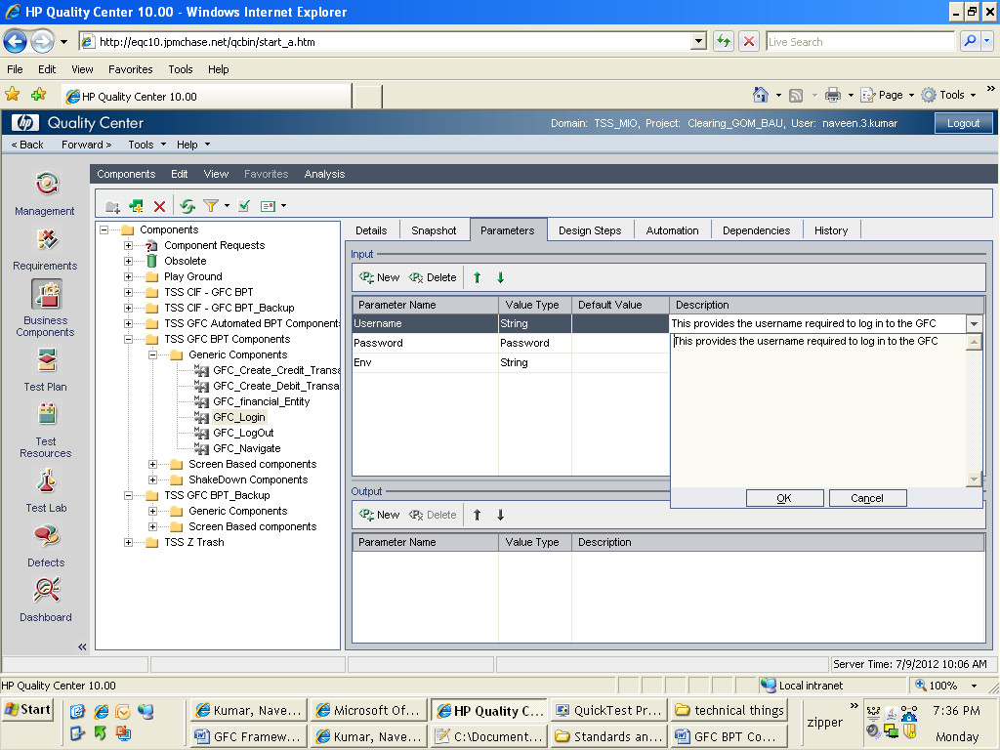 HP Quality Center 10.00 - Windows Internet Explorer
http://eqc10.jpmchase.net/qcbin/start_a.htm
Live Search
File Edit View Favorites Tools Help
HP Quality Center 10.00
Page Tools »
hp Quality Center
Domain: TSS_MIO, Project: Clearing_GOM_BAU, User: naveen.3.kumar
Logout
< Back Forward > Tools Help
Components Edit View Favorites Analysis
Management
Requirements
Business
Components
Test Plan
Test
Resources
Test Lab
Defects
Dashboard
«
Components
Component Requests
Obsolete
Play Ground
TSS CIF - GFC BPT
TSS CIF - GFC BPT_Backup
TSS GFC Automated BPT Component
TSS GFC BPT Components
Generic Components
GFC_Create_Credit_Transa
GFC_Create_Debit_Transa
GFC_financial_Entity
GFC_Login
GFC_LogOut
GFC_Navigate
Screen Based components
ShakeDown Components
TSS GFC BPT_Backup
Generic Components
Screen Based components
TSS Z Trash
Details Snapshot Parameters Design Steps Automation Dependencies History
Input
New Delete
Parameter Name Value Type Default Value Description
Username String This provides the username required to log in to the GFC
Password Password
Env String
This provides the username required to log in to the GFC
OK Cancel
Output
New Delete
Parameter Name Value Type Description
Server Time: 7/9/2012 10:06 AM
HP Quality Center 10.00
Local intranet
100%
Start
Kumar, Nave...
Microsoft Of...
HP Quality C...
QuickTest Pr...
technical things
GFC Framew...
Kumar, Nave...
C:\Document...
Standards an...
GFC BPT Co...
zipper
»
7:36 PM
Monday